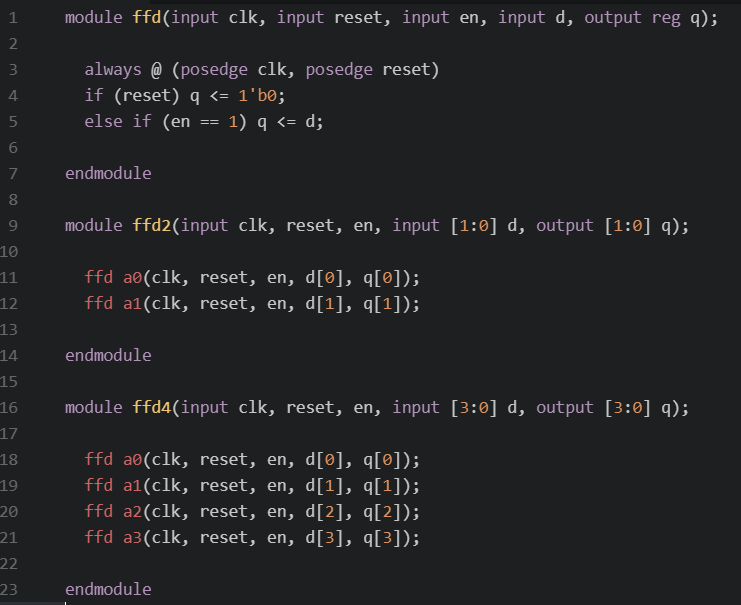 1 module ffd(input clk, input reset, input en, input d, output reg q);
2
3 always @ (posedge clk, posedge reset)
4 if (reset) q <= 1'b0;
5 else if (en == 1) q <= d;
6
7 endmodule
8
9 module ffd2(input clk, reset, en, input [1:0] d, output [1:0] q);
10
11 ffd a0(clk, reset, en, d[0], q[0]);
12 ffd a1(clk, reset, en, d[1], q[1]);
13
14 endmodule
15
16 module ffd4(input clk, reset, en, input [3:0] d, output [3:0] q);
17
18 ffd a0(clk, reset, en, d[0], q[0]);
19 ffd a1(clk, reset, en, d[1], q[1]);
20 ffd a2(clk, reset, en, d[2], q[2]);
21 ffd a3(clk, reset, en, d[3], q[3]);
22
23 endmodule